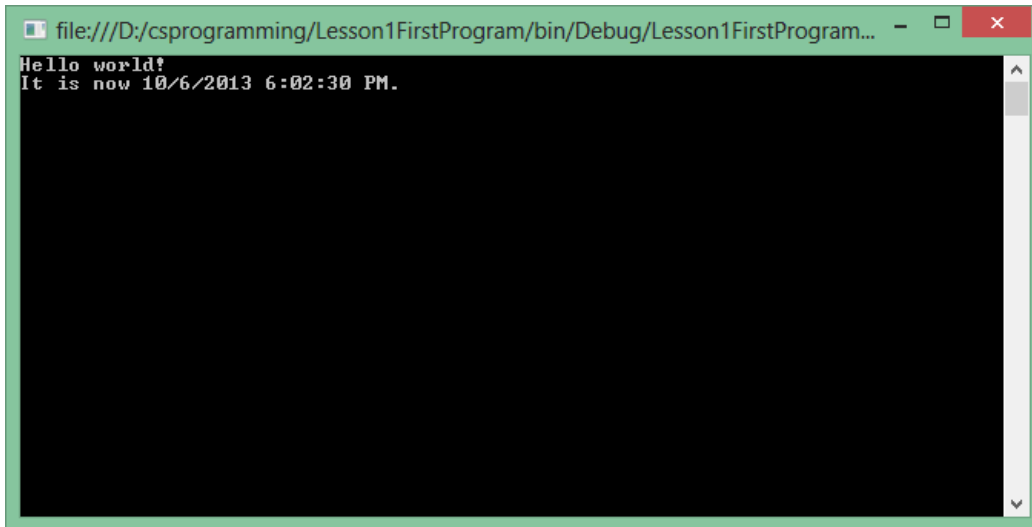 file:///D:/csprogramming/Lesson1FirstProgram/bin/Debug/Lesson1FirstProgram...
Hello world!
It is now 10/6/2013 6:02:30 PM.